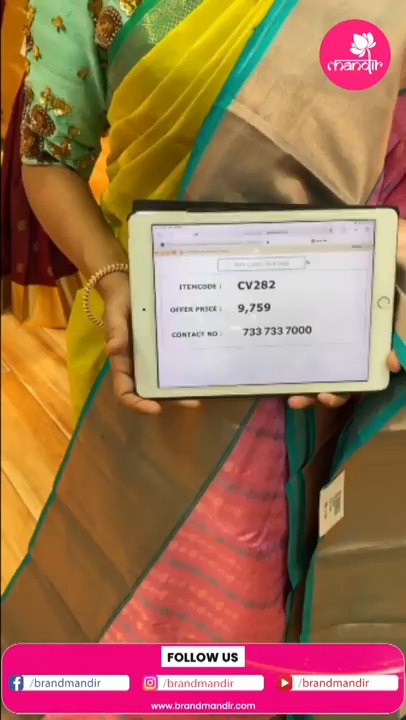 mandir
ITEMCODE : CV282
OFFER PRICE : 9,759
CONTACT NO : 733 733 7000
FOLLOW US
/brandmandir /brandmandir /brandmandir
www.brandmandir.com